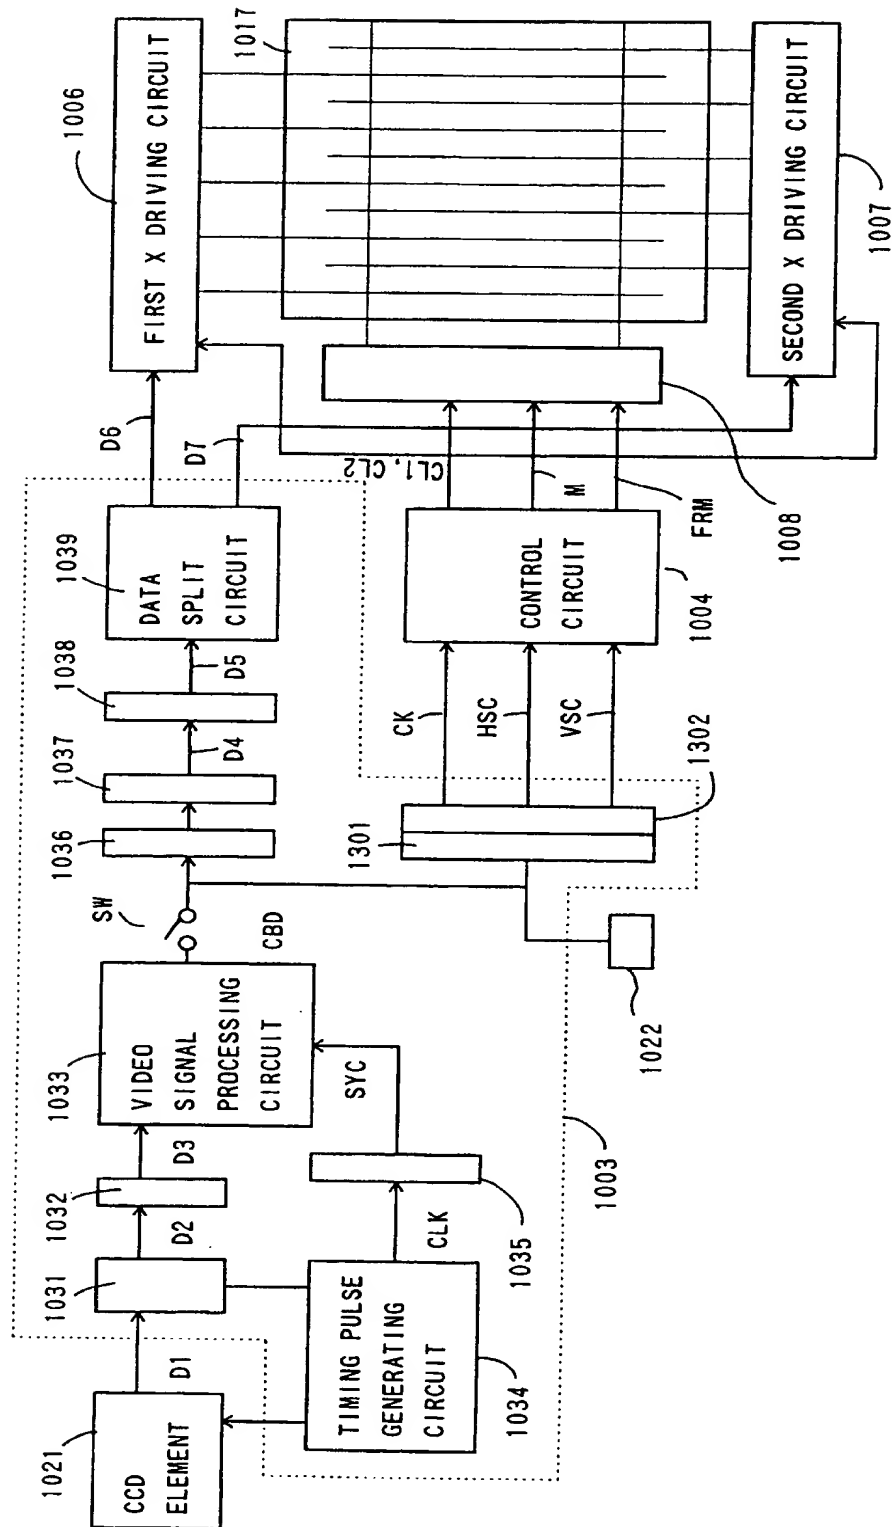 1021
CCD
ELEMENT
D1
1031
D2
1032
D3
1033
VIDEO
SIGNAL
PROCESSING
CIRCUIT
SW
CBD
1036
1037
D4
1038
D5
1039
DATA
SPLIT
CIRCUIT
D6
D7
1006
FIRST X DRIVING CIRCUIT
1017
TIMING PULSE
GENERATING
CIRCUIT
1034
CLK
1035
SYC
1003
1022
1301
1302
CK
HSC
VSC
CONTROL
CIRCUIT
1004
CL1, CL2
M
FRM
1008
SECOND X DRIVING CIRCUIT
1007